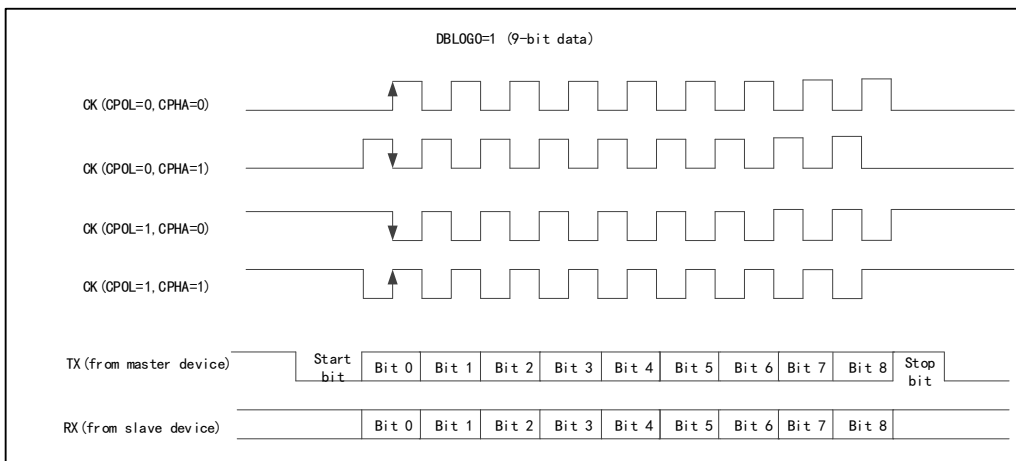 DBLOGO=1 (9-bit data)
CK(CPOL=0, CPHA=0)
CK(CPOL=0, CPHA=1)
CK(CPOL=1, CPHA=0)
CK(CPOL=1, CPHA=1)
TX(from master device) Start bit Bit 0 Bit 1 Bit 2 Bit 3 Bit 4 Bit 5 Bit 6 Bit 7 Bit 8 Stop bit
RX(from slave device) Bit 0 Bit 1 Bit 2 Bit 3 Bit 4 Bit 5 Bit 6 Bit 7 Bit 8